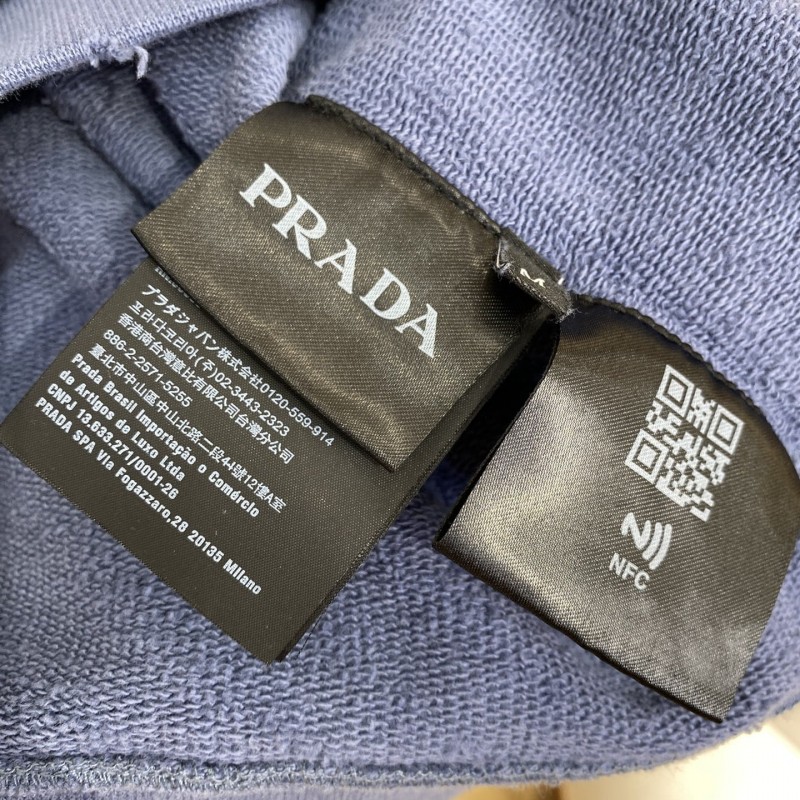 PRADA
プラダジャパン株式会社0120-559-914
프라다코리아(주)02-3443-2323
香港商台灣普比有限公司台灣分公司
886-2-2571-5255
臺北市中山區中山北路二段44號12樓A室
Prada Brasil Importação o Comércio
de Artigos de Luxo Ltda
CNPJ 13.633.271/0001-26
PRADA SPA Via Fogazzaro,28 20135 Milano
M
NFC